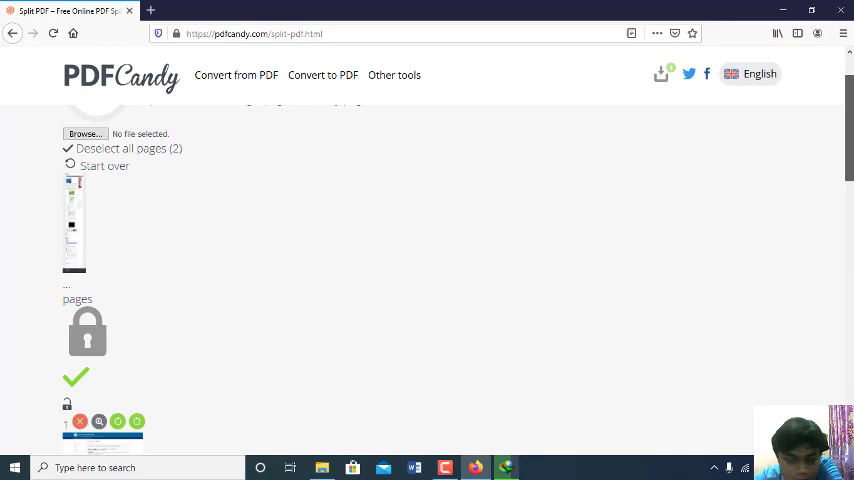 Split PDF – Free Online PDF Spl
https://pdfcandy.com/split-pdf.html
PDFCandy Convert from PDF Convert to PDF Other tools English
Browse... No file selected.
Deselect all pages (2)
Start over
...
pages
1
Type here to search